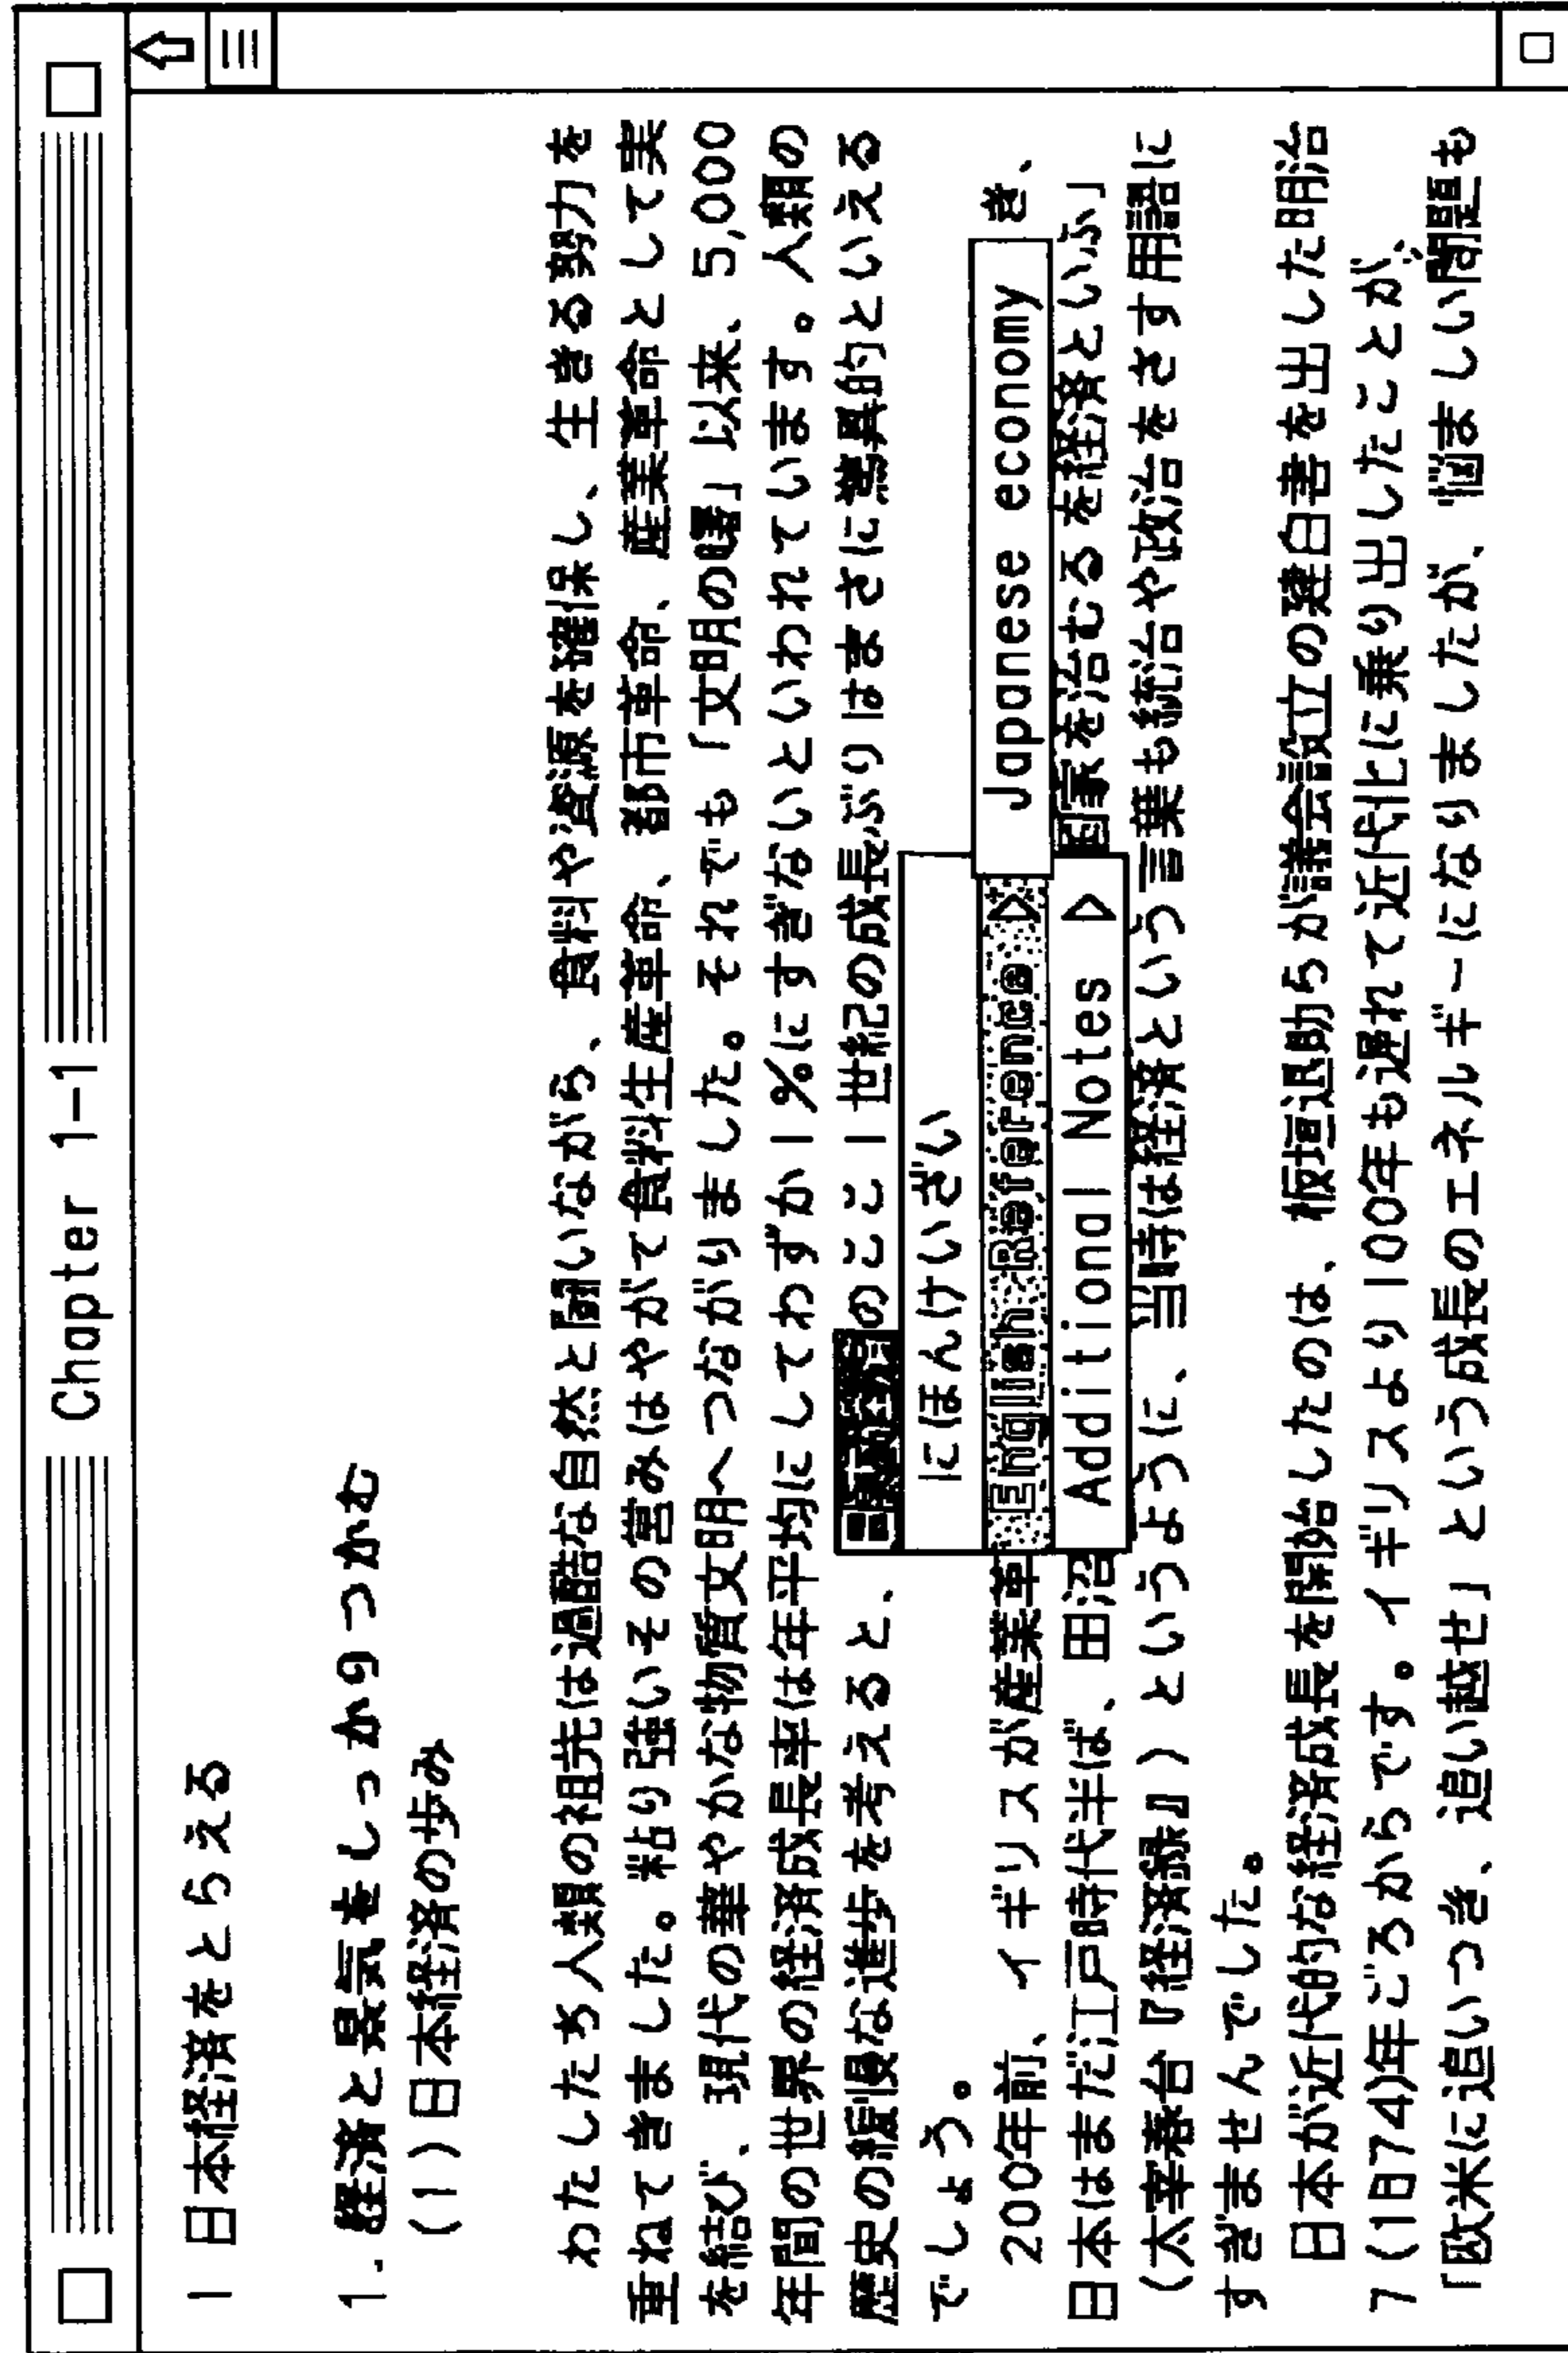 Chapter 1-1
1 日本経済をとらえる
1. 経済と景気をしっかりつかむ
(1)日本経済の歩み
わたしたち人類の祖先は過酷な自然と闘いながら、食料や資源を確保し、生きる努力を
重ねてきました。粘り強いその営みはやがて食料生産革命、都市革命、産業革命として実
を結び、現代の華やかな物質文明へつながりました。それでも「文明の曙」以来、5,000
年間の世界の経済成長率は年平均にしてわずか1%にすぎないといわれています。人類の
歴史の緩慢な進歩を考えると、日本経済のここ1世紀の成長ぶりはまさに驚異的といえる
でしょう。
にほんけいざい
200年前、イギリスが産業革
English Reference ▷
Japanese economy
き、
日本はまだ江戸時代半ば、田沼
Additional Notes ▷
国家を治むるを経済といふ」
(太宰春台『経済録』)というように、当時は経済という言葉も統治や政治をさす用語に
すぎませんでした。
日本が近代的な経済成長を開始したのは、板垣退助らが議会設立の建白書を出した明治
7(1874)年ごろからです。イギリスより100年も遅れて近代化に乗り出したことが、
「欧米に追いつき、追い越せ」という成長のエネルギーになりましたが、悩ましい問題も